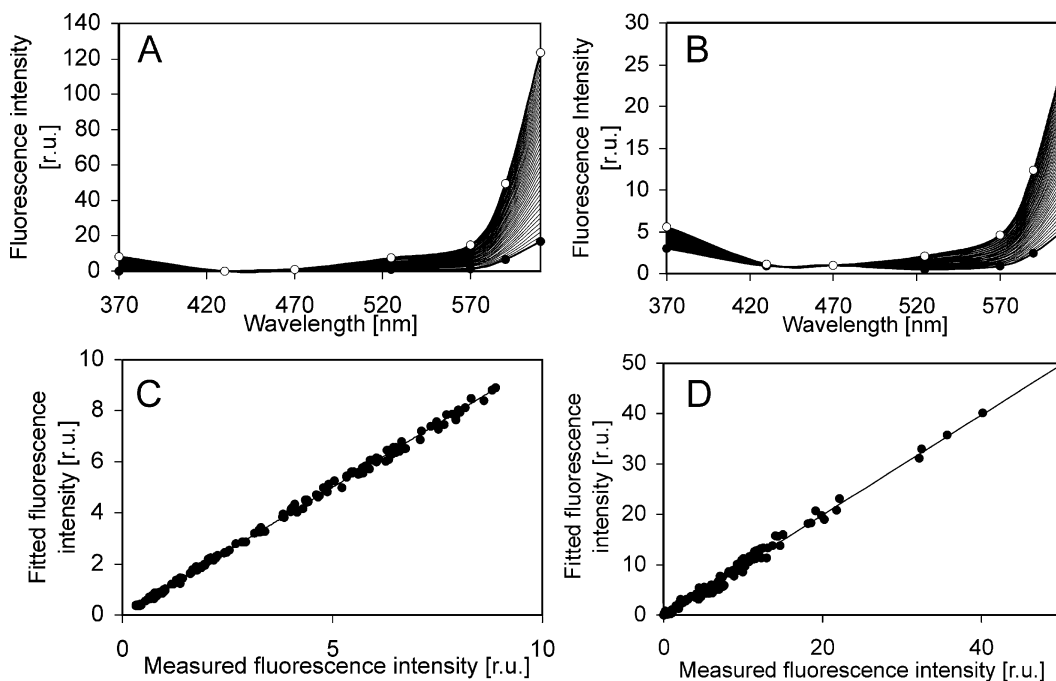 A
Fluorescence intensity
[r.u.]
140
120
100
80
60
40
20
0
370 420 470 520 570
Wavelength [nm]
B
Fluorescence Intensity
[r.u.]
30
25
20
15
10
5
0
370 420 470 520 570
Wavelength [nm]
C
Fitted fluorescence
intensity [r.u.]
10
8
6
4
2
0
0 5 10
Measured fluorescence intensity [r.u.]
D
Fitted fluorescence
intensity [r.u.]
50
40
30
20
10
0
0 20 40
Measured fluorescence intensity [r.u.]